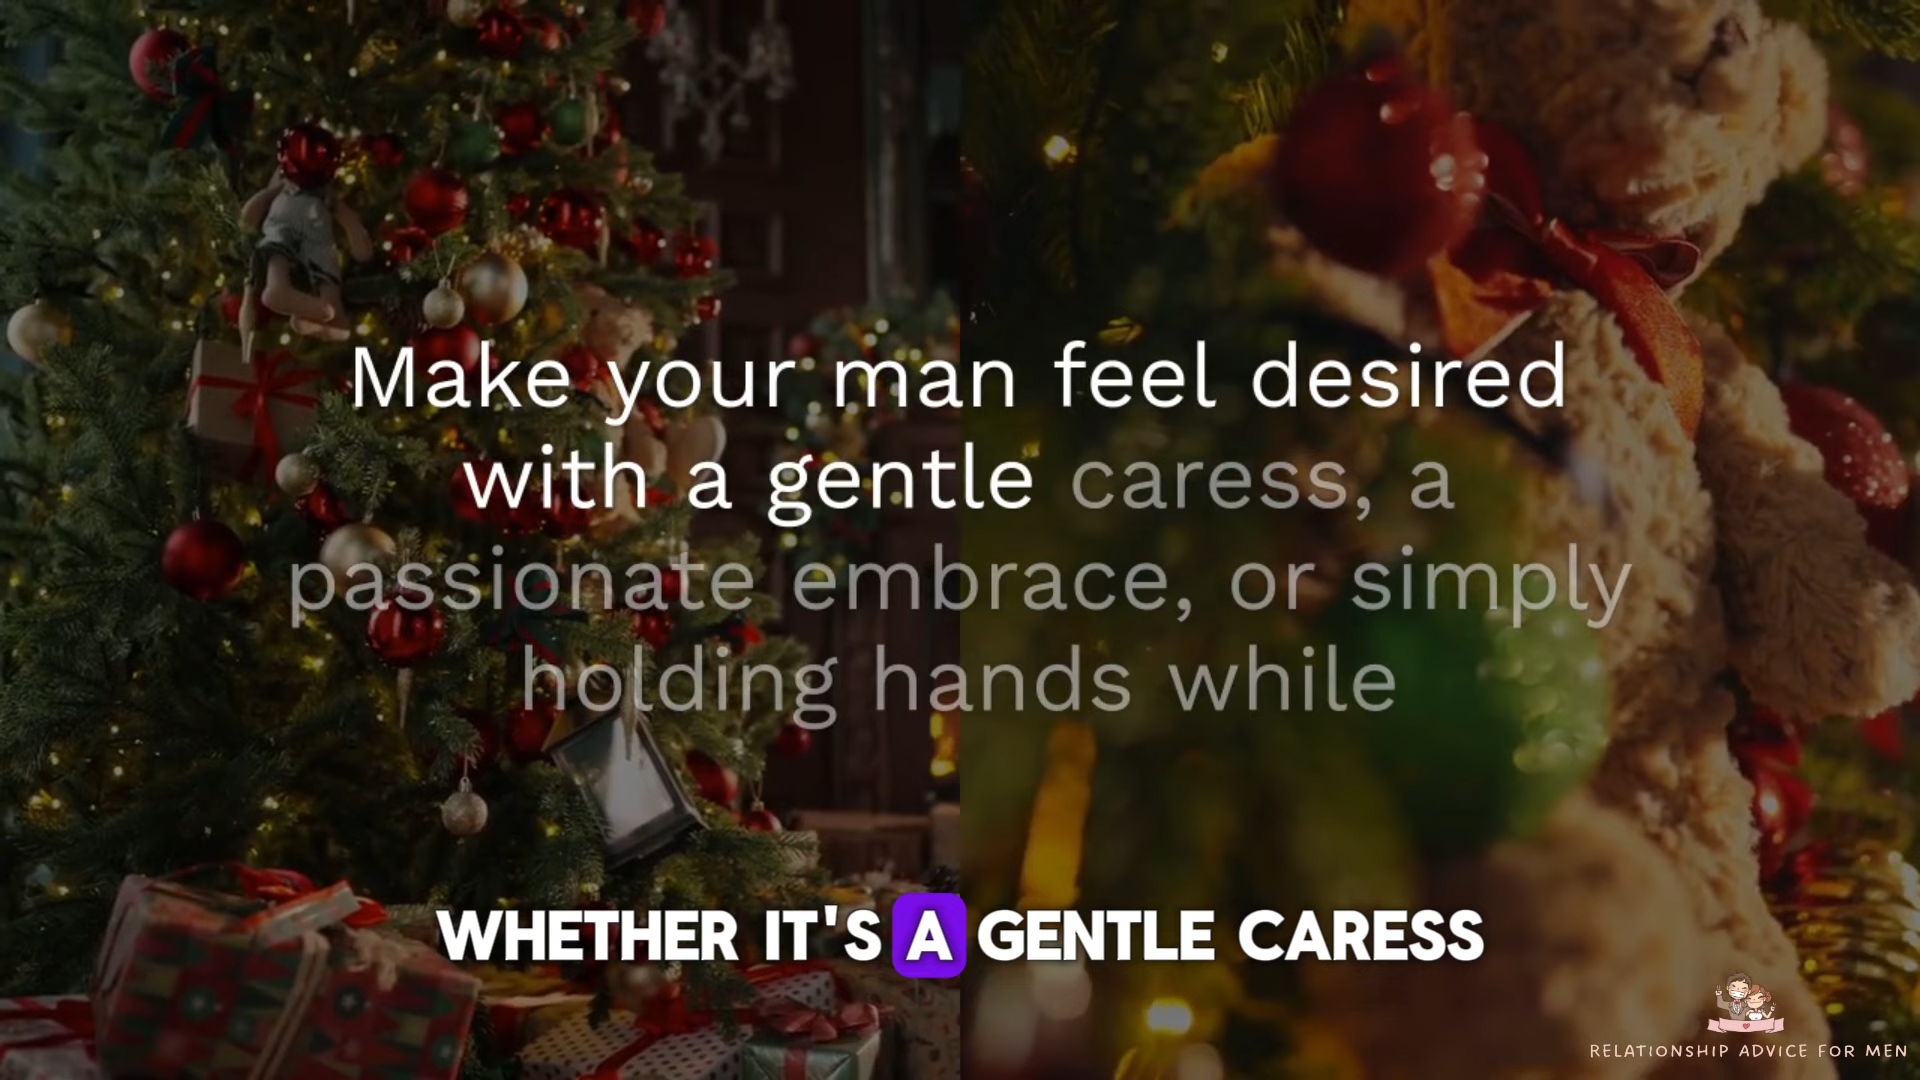 Make your man feel desired
with a gentle caress, a
passionate embrace, or simply
holding hands while
WHETHER IT'S A GENTLE CARESS
RELATIONSHIP ADVICE FOR MEN